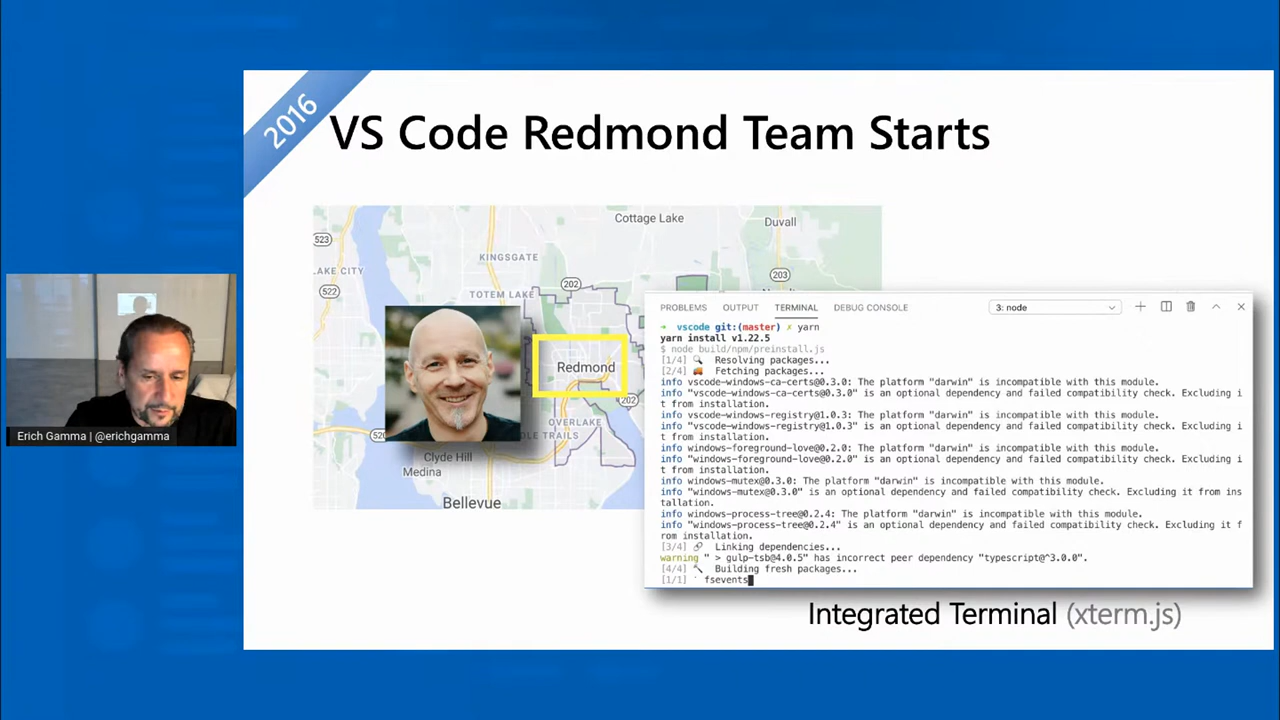 2016
VS Code Redmond Team Starts
Cottage Lake
Duvall
523
KINGSGATE
LAKE CITY
202
203
522
TOTEM LAKE
Redmond
202
OVERLAKE
520
Clyde Hill
Medina
Bellevue
PROBLEMS OUTPUT TERMINAL DEBUG CONSOLE 3: node
➜ vscode git:(master) ✗ yarn
yarn install v1.22.5
$ node build/npm/preinstall.js
[1/4] 🔍 Resolving packages...
[2/4] 🚚 Fetching packages...
info vscode-windows-ca-certs@0.3.0: The platform "darwin" is incompatible with this module.
info "vscode-windows-ca-certs@0.3.0" is an optional dependency and failed compatibility check. Excluding i
t from installation.
info vscode-windows-registry@1.0.3: The platform "darwin" is incompatible with this module.
info "vscode-windows-registry@1.0.3" is an optional dependency and failed compatibility check. Excluding i
t from installation.
info windows-foreground-love@0.2.0: The platform "darwin" is incompatible with this module.
info "windows-foreground-love@0.2.0" is an optional dependency and failed compatibility check. Excluding i
t from installation.
info windows-mutex@0.3.0: The platform "darwin" is incompatible with this module.
info "windows-mutex@0.3.0" is an optional dependency and failed compatibility check. Excluding it from ins
tallation.
info windows-process-tree@0.2.4: The platform "darwin" is incompatible with this module.
info "windows-process-tree@0.2.4" is an optional dependency and failed compatibility check. Excluding it f
rom installation.
[3/4] 🔗 Linking dependencies...
warning " > gulp-tsb@4.0.5" has incorrect peer dependency "typescript@^3.0.0".
[4/4] 🔨 Building fresh packages...
[1/1] ⠁ fsevents
Integrated Terminal (xterm.js)
Erich Gamma | @erichgamma